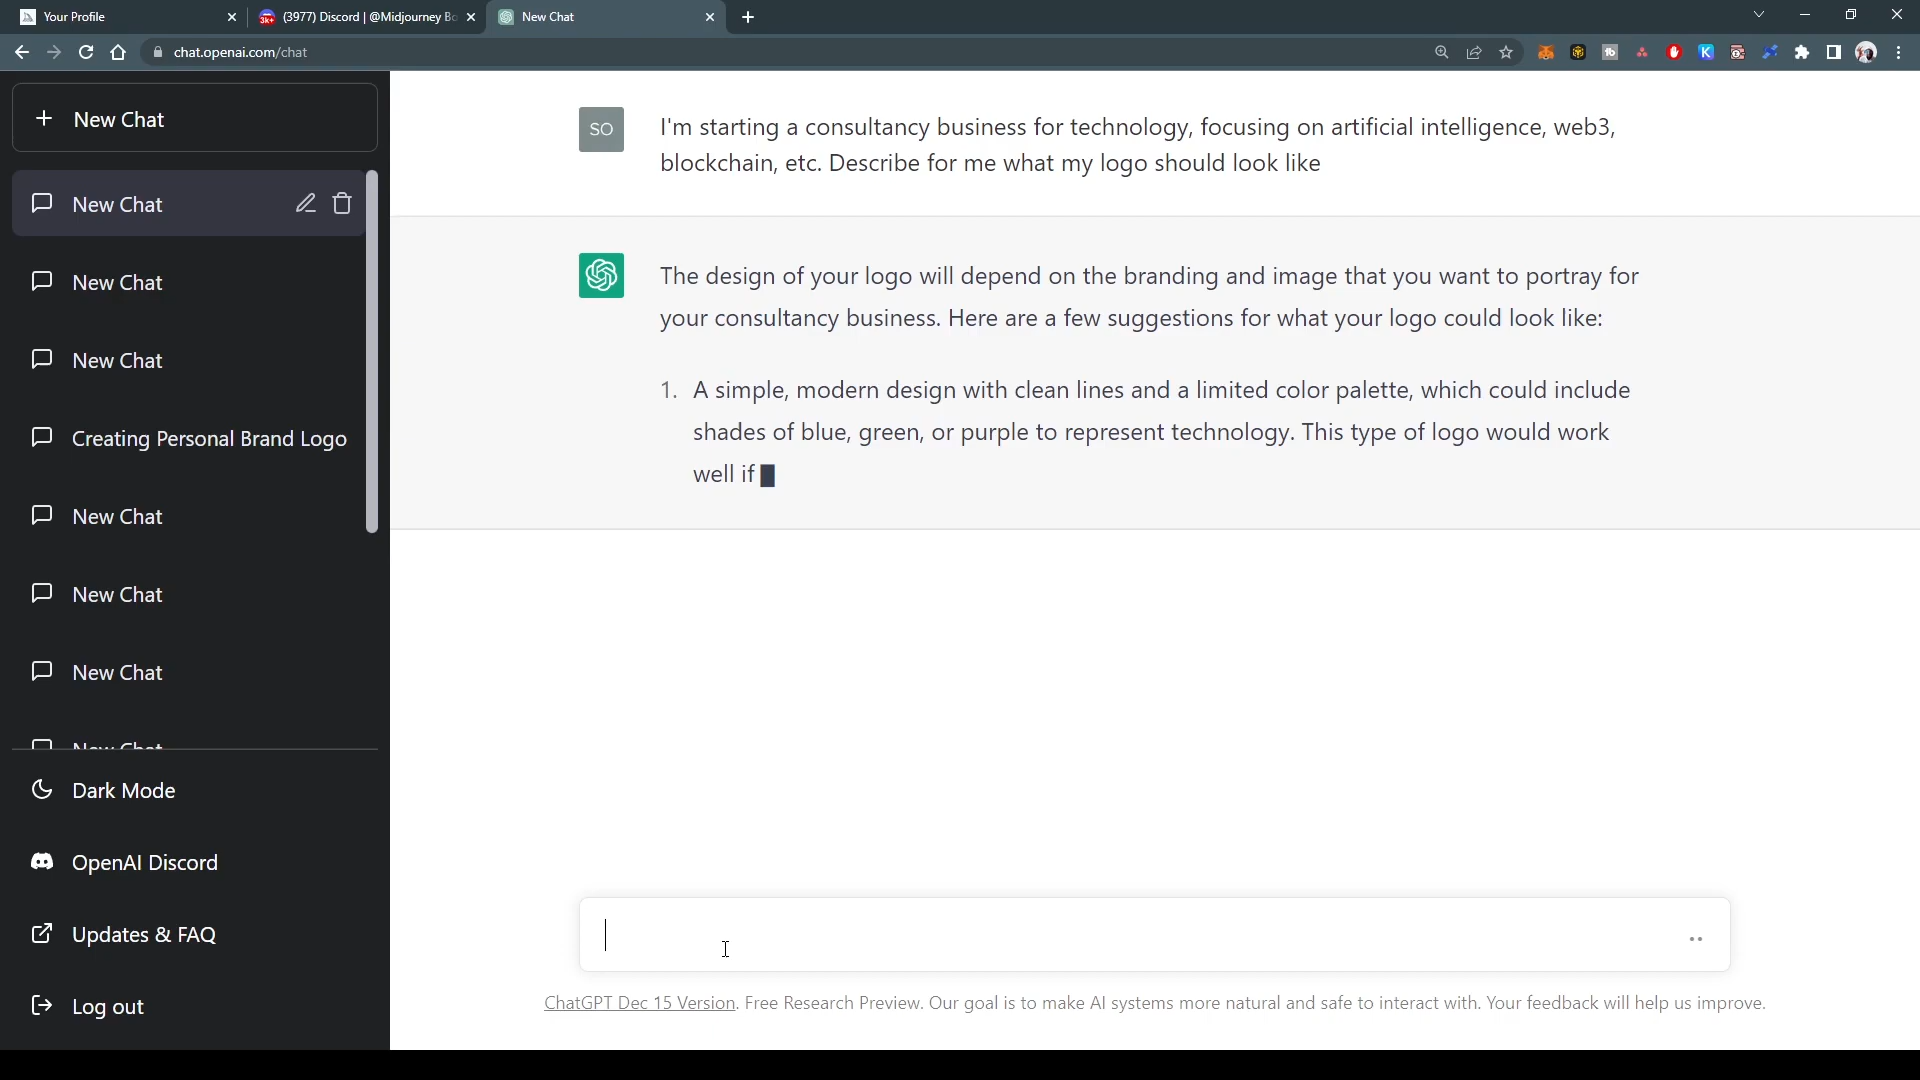 Your Profile
(3977) Discord | @Midjourney Bo
New Chat
chat.openai.com/chat
New Chat
New Chat
New Chat
New Chat
Creating Personal Brand Logo
New Chat
New Chat
New Chat
New Chat
Dark Mode
OpenAI Discord
Updates & FAQ
Log out
SO
I'm starting a consultancy business for technology, focusing on artificial intelligence, web3,
blockchain, etc. Describe for me what my logo should look like
The design of your logo will depend on the branding and image that you want to portray for
your consultancy business. Here are a few suggestions for what your logo could look like:
1. A simple, modern design with clean lines and a limited color palette, which could include
shades of blue, green, or purple to represent technology. This type of logo would work
well if
ChatGPT Dec 15 Version. Free Research Preview. Our goal is to make AI systems more natural and safe to interact with. Your feedback will help us improve.